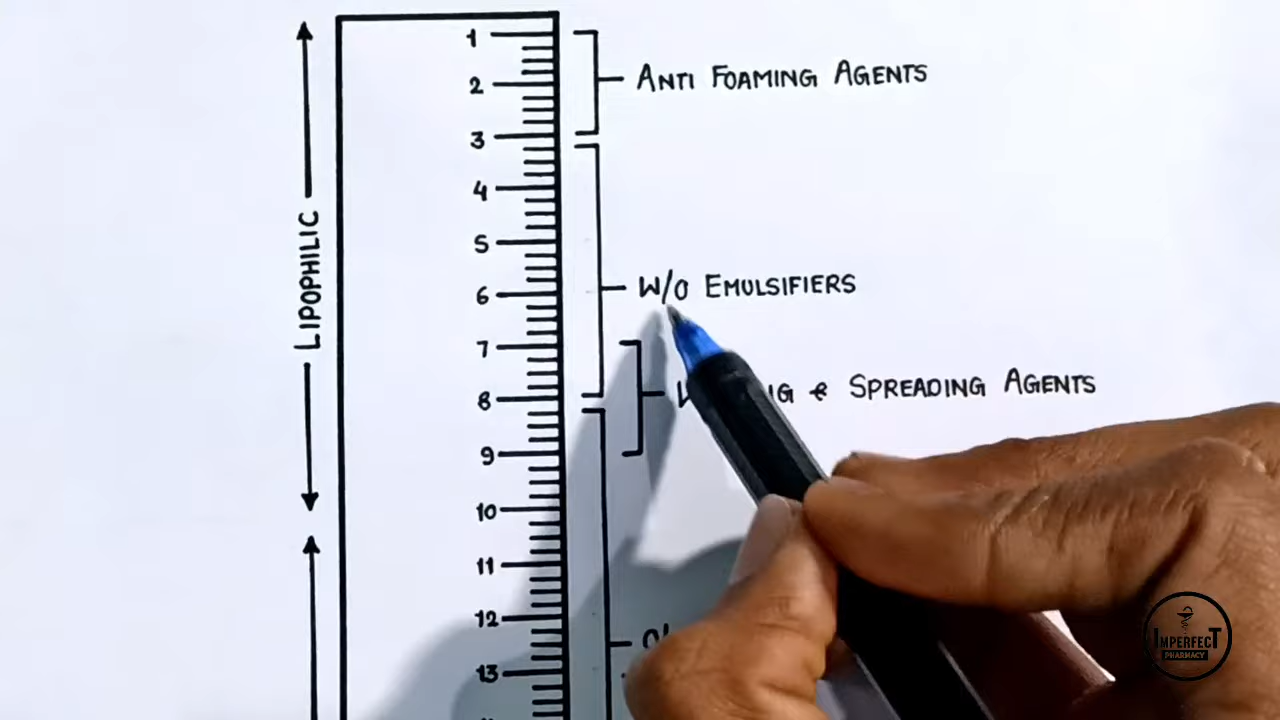 1
ANTI FOAMING AGENTS
2
3
4
5
LIPOPHILIC
6
W/O EMULSIFIERS
7
8
& SPREADING AGENTS
9
10
11
12
13
IMPERFECT
PHARMACY